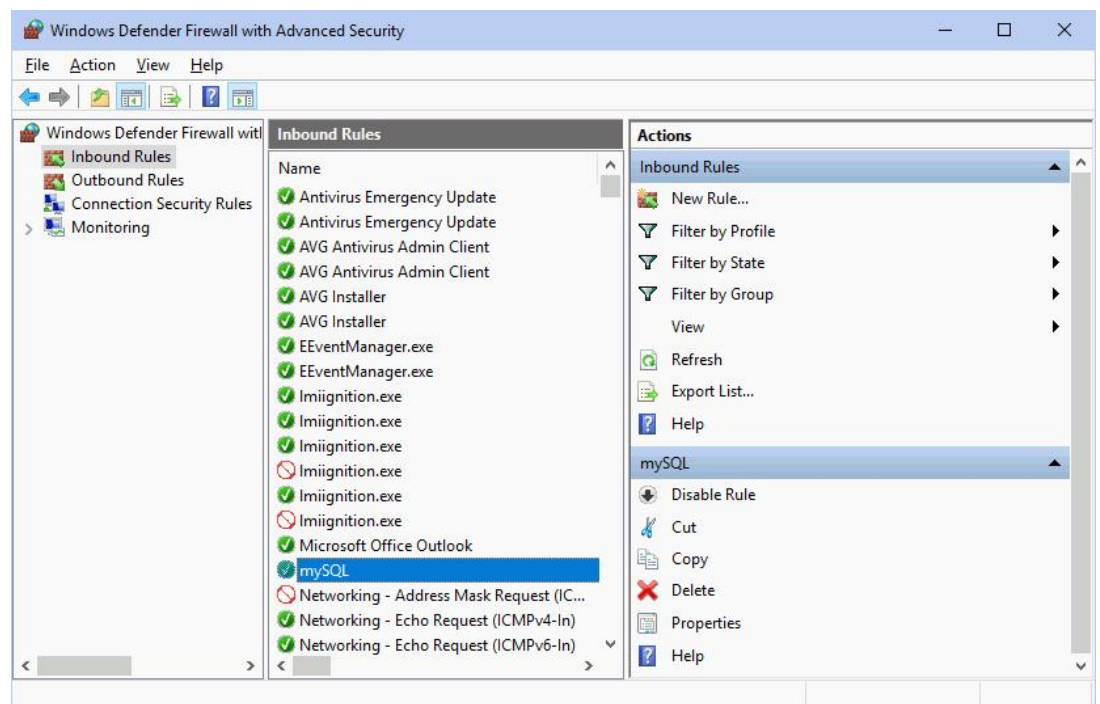 Windows Defender Firewall with Advanced Security
File Action View Help
Windows Defender Firewall witl
Inbound Rules
Outbound Rules
Connection Security Rules
Monitoring
Inbound Rules
Name
Antivirus Emergency Update
Antivirus Emergency Update
AVG Antivirus Admin Client
AVG Antivirus Admin Client
AVG Installer
AVG Installer
EEventManager.exe
EEventManager.exe
Imiignition.exe
Imiignition.exe
Imiignition.exe
Imiignition.exe
Imiignition.exe
Imiignition.exe
Microsoft Office Outlook
mySQL
Networking - Address Mask Request (IC...
Networking - Echo Request (ICMPv4-In)
Networking - Echo Request (ICMPv6-In)
Actions
Inbound Rules
New Rule...
Filter by Profile
Filter by State
Filter by Group
View
Refresh
Export List...
Help
mySQL
Disable Rule
Cut
Copy
Delete
Properties
Help